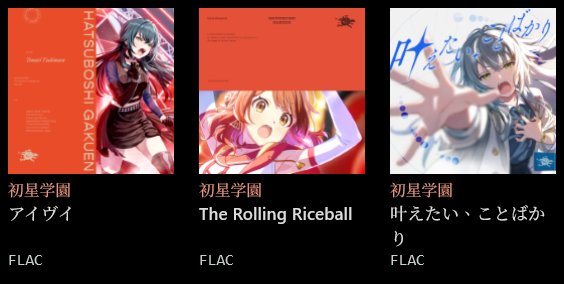 HATSUBOSHI GAKUEN
叶えたい、ことばかり
初星学園
アイヴイ
FLAC
初星学園
The Rolling Riceball
FLAC
初星学園
叶えたい、ことばか
り
FLAC